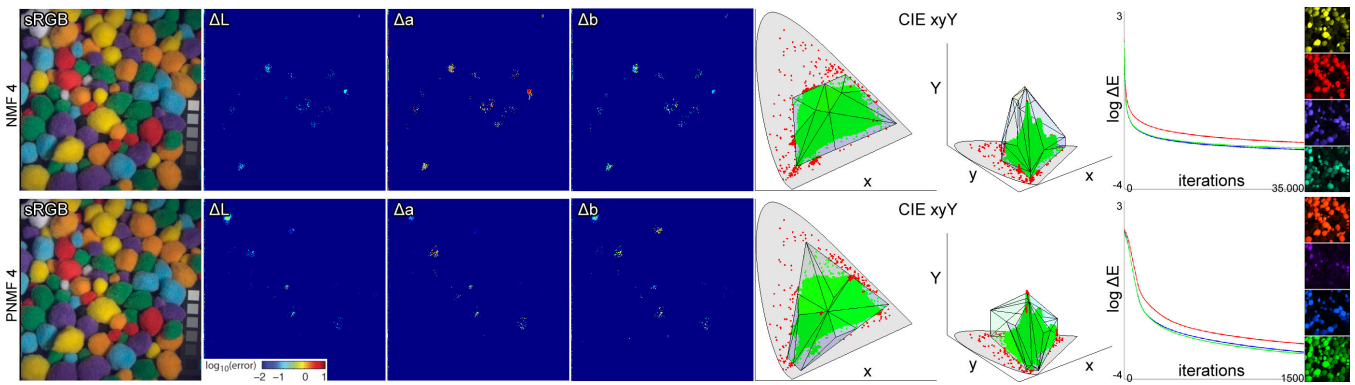 NMF 4
sRGB
ΔL
Δa
Δb
x
CIE xyY
Y
y
x
3
log ΔE
-4
0
iterations
35.000
PNMF 4
sRGB
ΔL
log10(error)
-2 -1 0 1
Δa
Δb
x
CIE xyY
Y
y
x
3
log ΔE
-4
0
iterations
1500